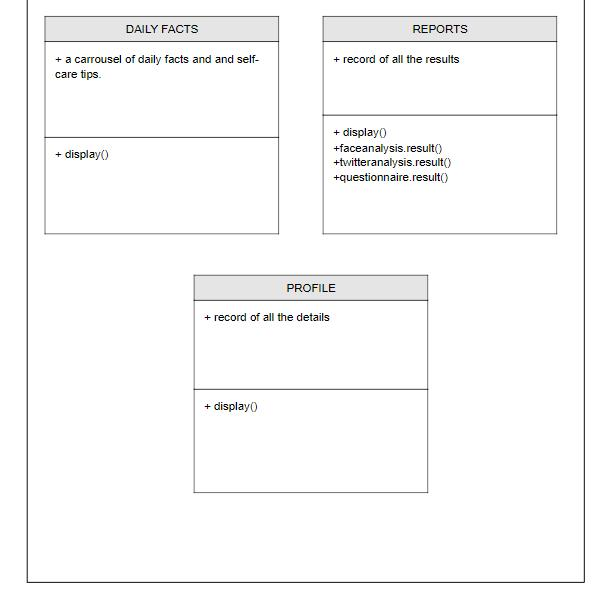 DAILY FACTS
+ a carrousel of daily facts and and self-
care tips.
+ display()
REPORTS
+ record of all the results
+ display()
+faceanalysis.result()
+twitteranalysis.result()
+questionnaire.result()
PROFILE
+ record of all the details
+ display()